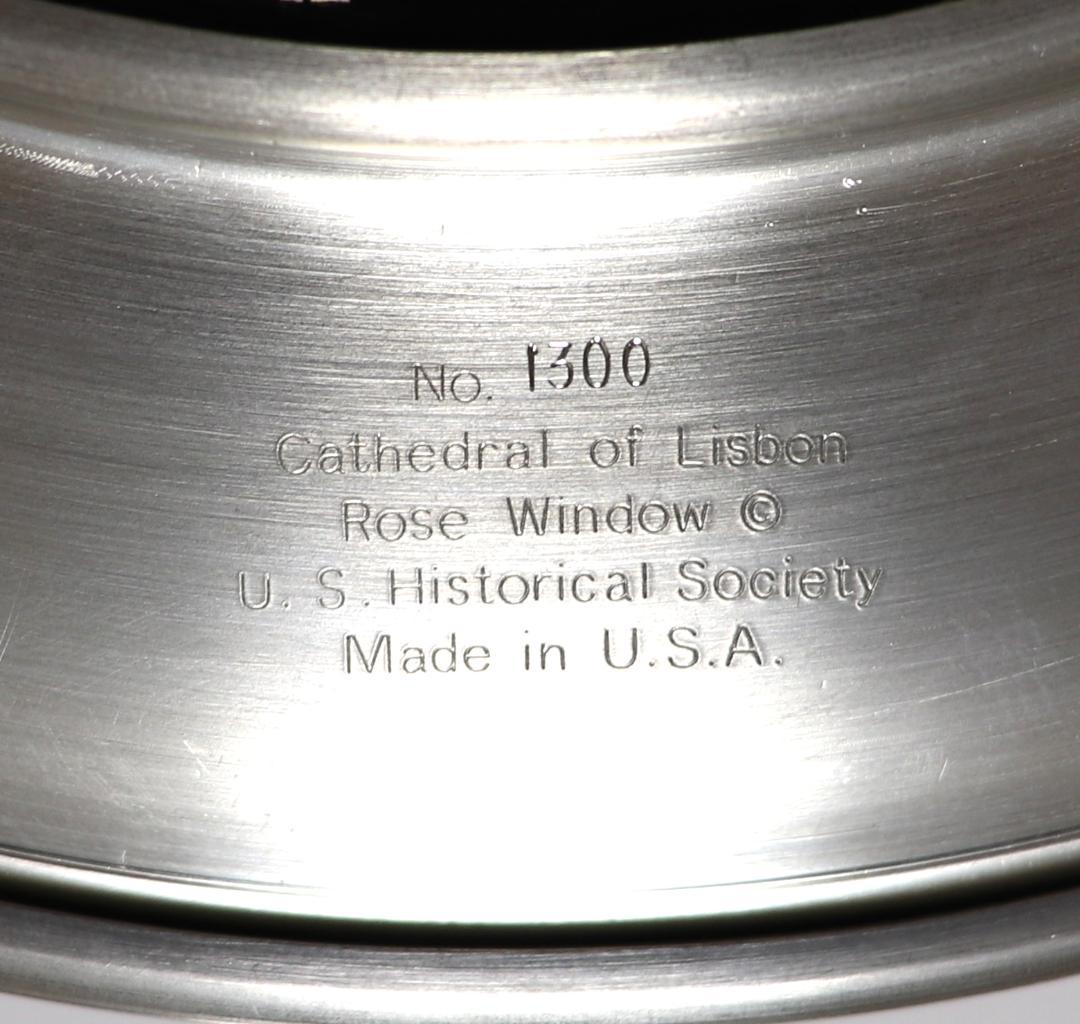 No. 1300
Cathedral of Lisbon
Rose Window ©
U. S. Historical Society
Made in U.S.A.